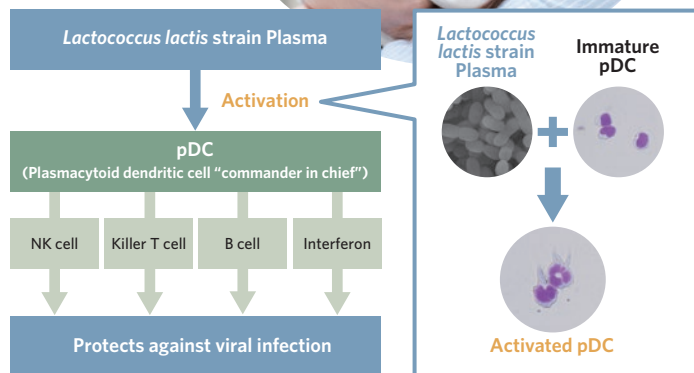 Lactococcus lactis strain Plasma
Activation
pDC
(Plasmacytoid dendritic cell “commander in chief”)
NK cell
Killer T cell
B cell
Interferon
Protects against viral infection
Lactococcus
lactis strain
Plasma
Immature
pDC
Activated pDC